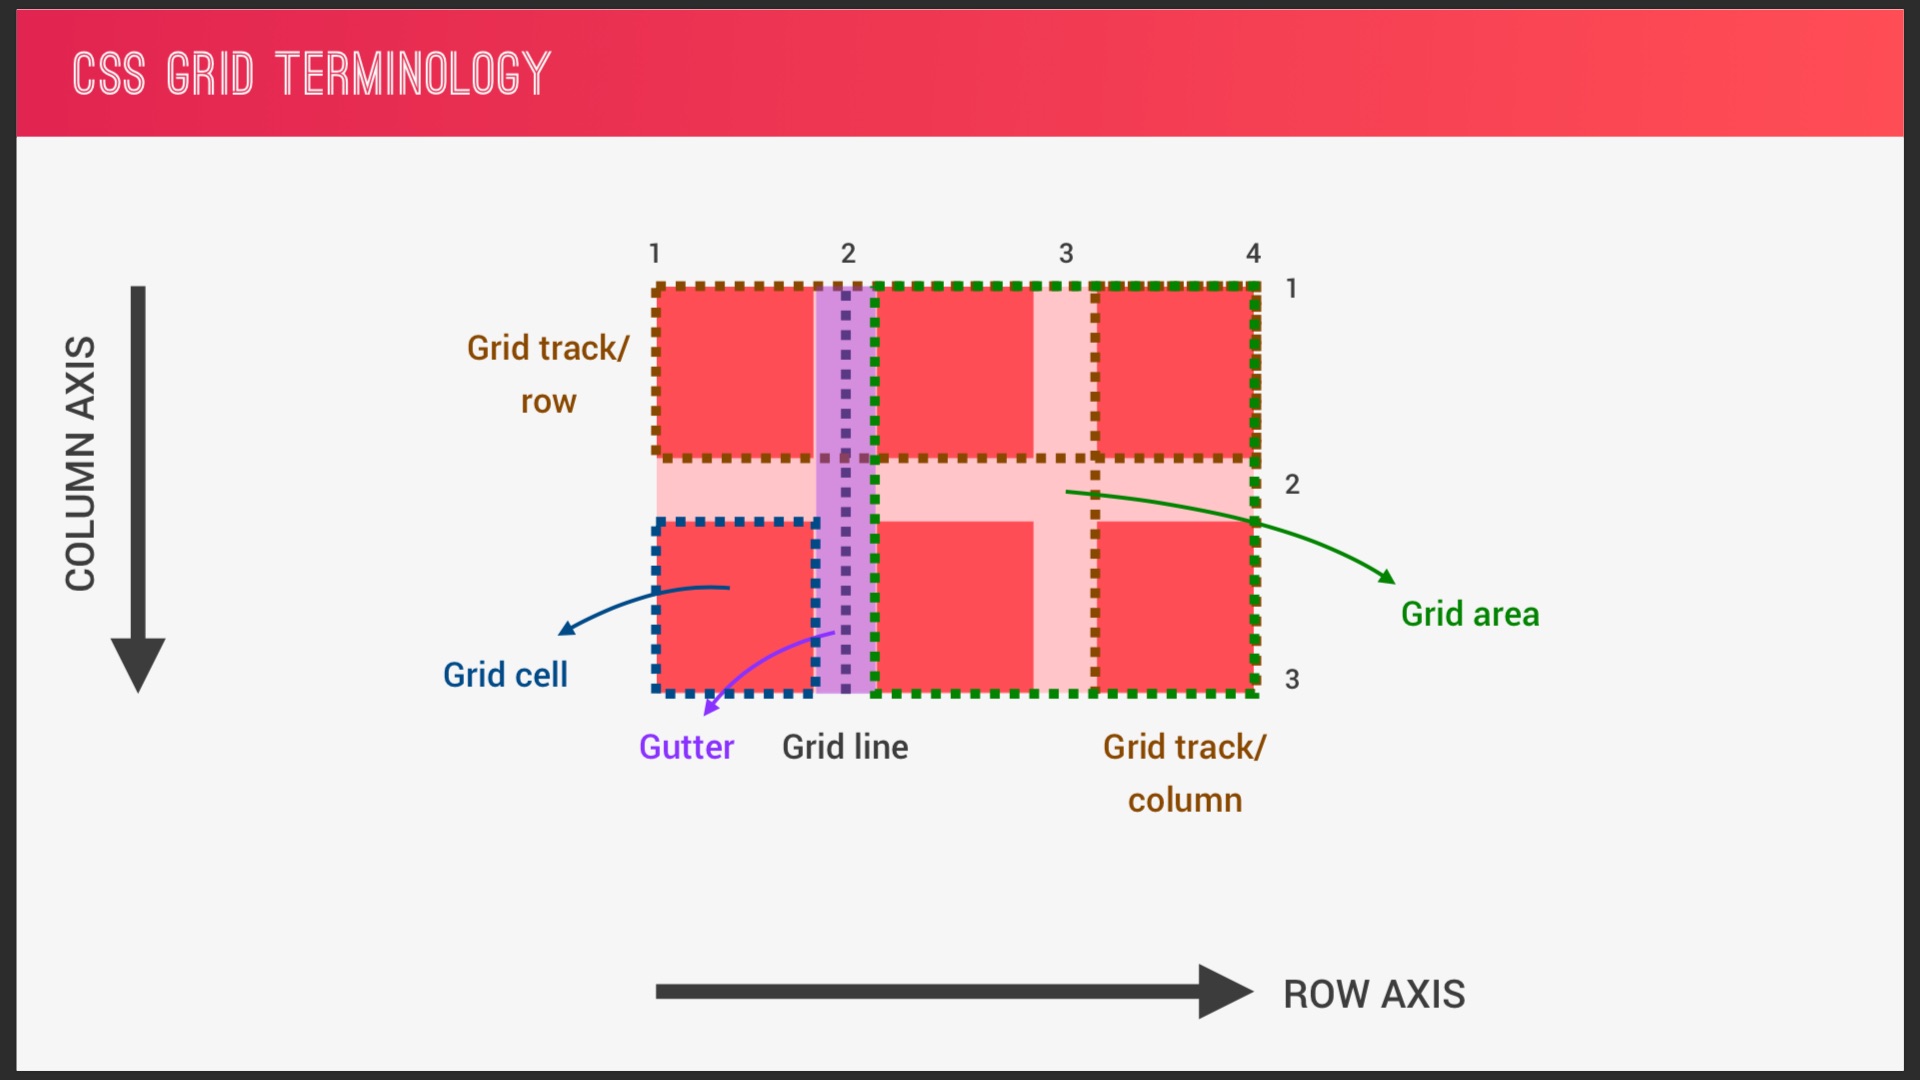 CSS GRID TERMINOLOGY
1 2 3 4
1
Grid track/
row
COLUMN AXIS
2
Grid area
Grid cell
3
Gutter
Grid line
Grid track/
column
ROW AXIS